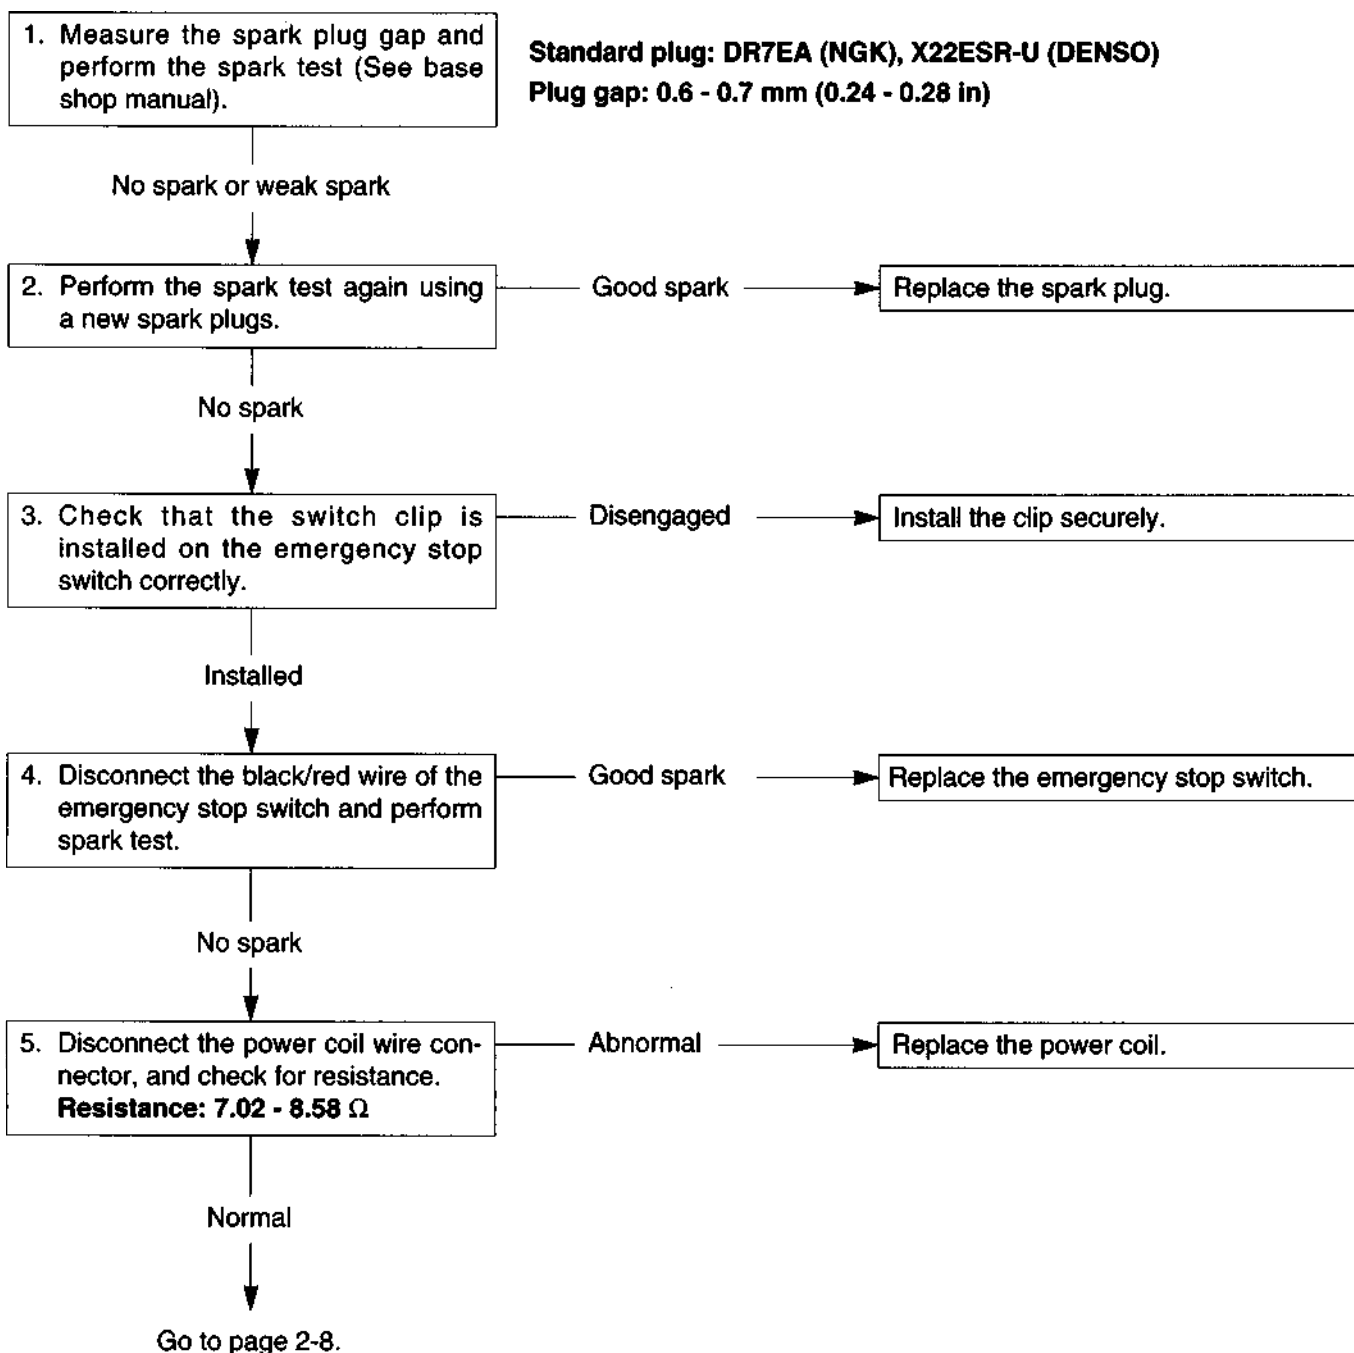 1. Measure the spark plug gap and
perform the spark test (See base
shop manual).
Standard plug: DR7EA (NGK), X22ESR-U (DENSO)
Plug gap: 0.6 - 0.7 mm (0.24 - 0.28 in)
No spark or weak spark
2. Perform the spark test again using
a new spark plugs.
Good spark
Replace the spark plug.
No spark
3. Check that the switch clip is
installed on the emergency stop
switch correctly.
Disengaged
Install the clip securely.
Installed
4. Disconnect the black/red wire of the
emergency stop switch and perform
spark test.
Good spark
Replace the emergency stop switch.
No spark
5. Disconnect the power coil wire con-
nector, and check for resistance.
Resistance: 7.02 - 8.58 Ω
Abnormal
Replace the power coil.
Normal
Go to page 2-8.